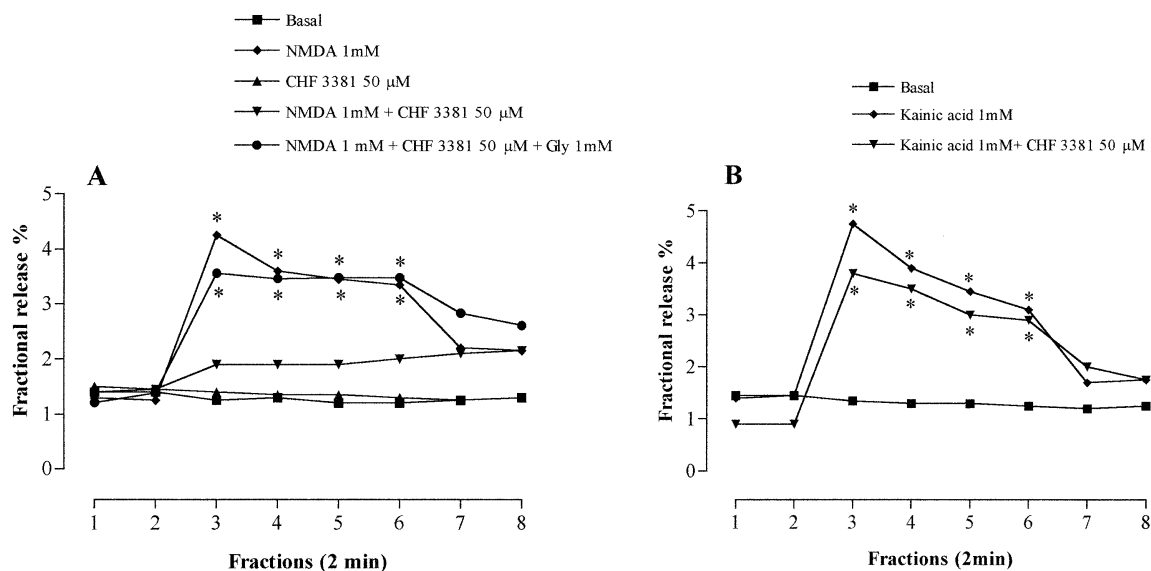 Basal
NMDA 1mM
CHF 3381 50 μM
NMDA 1mM + CHF 3381 50 μM
NMDA 1 mM + CHF 3381 50 μM + Gly 1mM
A
Fractional release %
5
4
3
2
1
0
* * * *
* * * *
1 2 3 4 5 6 7 8
Fractions (2 min)
Basal
Kainic acid 1mM
Kainic acid 1mM+ CHF 3381 50 μM
B
Fractional release %
5
4
3
2
1
0
* * * *
* * * *
1 2 3 4 5 6 7 8
Fractions (2min)